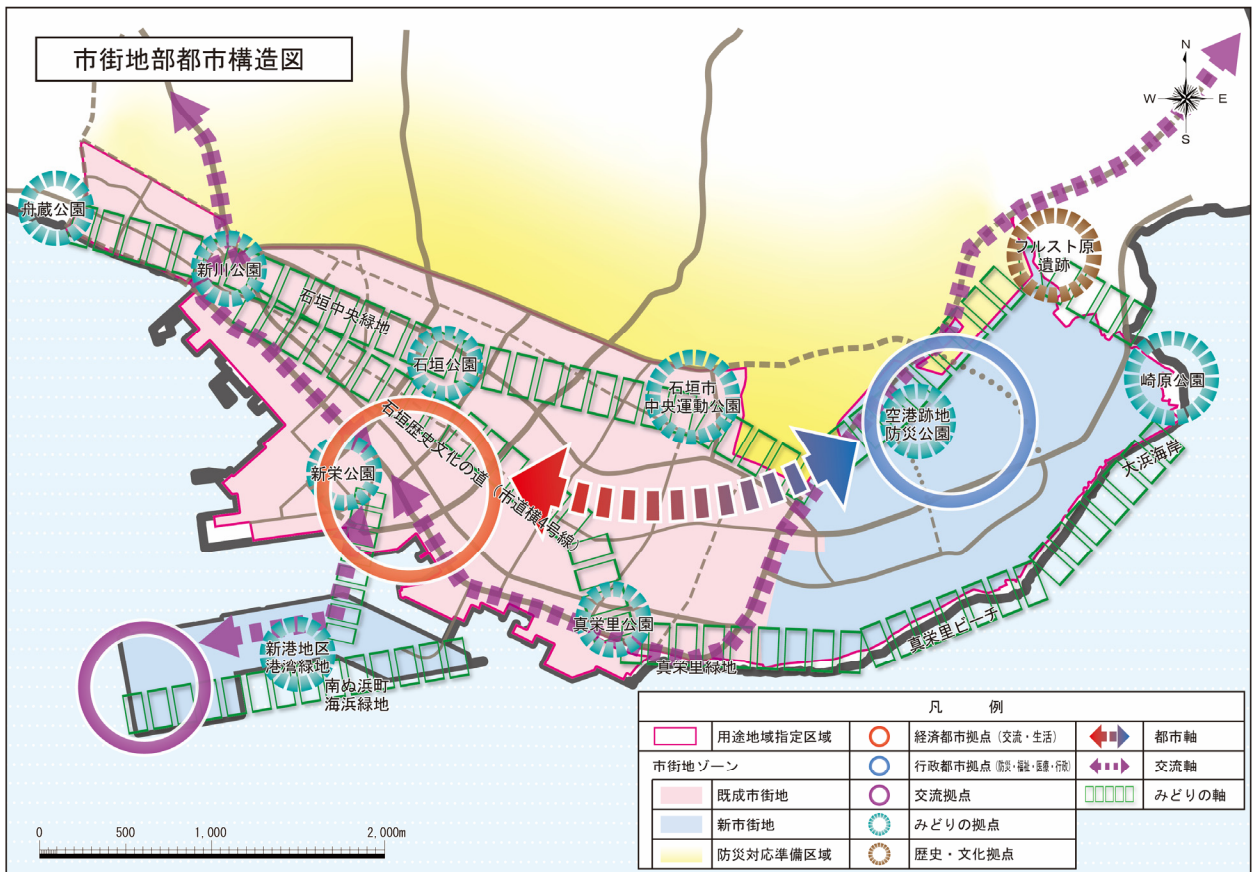 市街地部都市構造図
N
W
E
S
舟蔵公園
新川公園
フルスト原
遺跡
石垣中央緑地
石垣公園
石垣市
中央運動公園
崎原公園
空港跡地
防災公園
石垣歴史文化の道(市道横4号線)
新栄公園
大浜海岸
真栄里公園
真栄里ビーチ
真栄里緑地
新港地区
港湾緑地
南ぬ浜町
海浜緑地
凡 例
用途地域指定区域
経済都市拠点(交流・生活)
都市軸
市街地ゾーン
行政都市拠点(防災・福祉・医療・行政)
交流軸
既成市街地
交流拠点
みどりの軸
新市街地
みどりの拠点
防災対応準備区域
歴史・文化拠点
0 500 1,000 2,000m